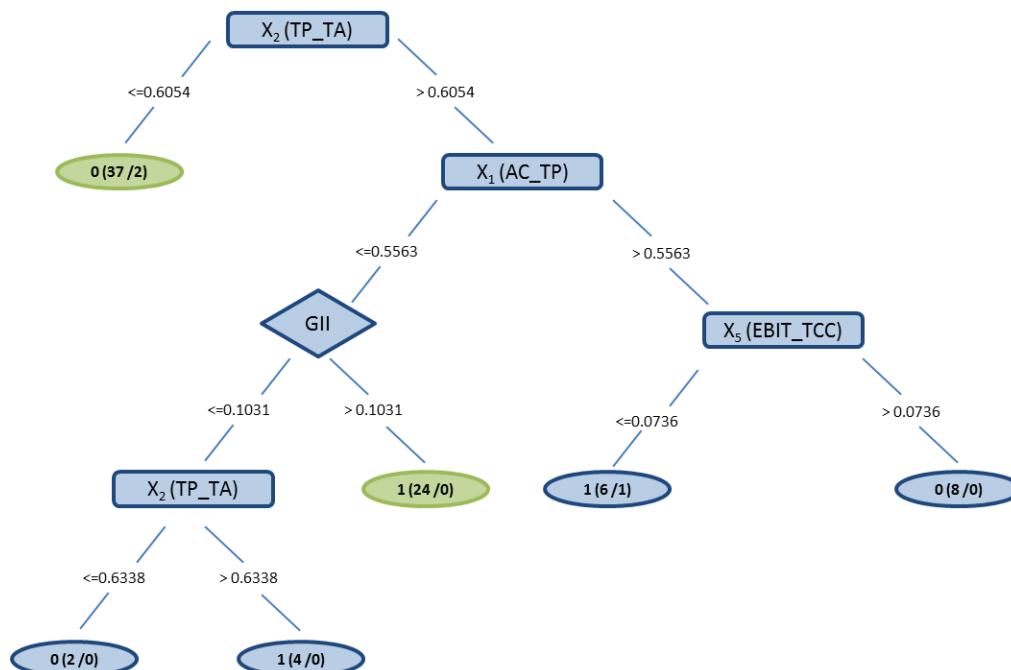 X₂ (TP_TA)
<=0.6054
> 0.6054
0 (37 /2)
X₁ (AC_TP)
<=0.5563
> 0.5563
GII
X₅ (EBIT_TCC)
<=0.1031
> 0.1031
<=0.0736
> 0.0736
X₂ (TP_TA)
1 (24 /0)
1 (6 /1)
0 (8 /0)
<=0.6338
> 0.6338
0 (2 /0)
1 (4 /0)